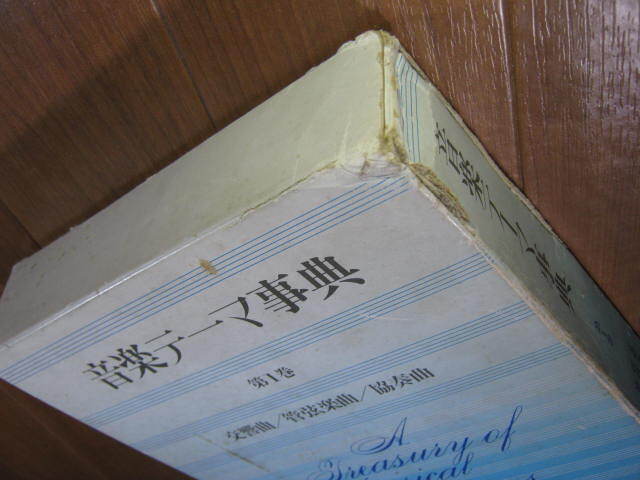 音楽テーマ事典
第1巻
交響曲/管弦楽曲/協奏曲
A
Treasury of
音楽テーマ事典